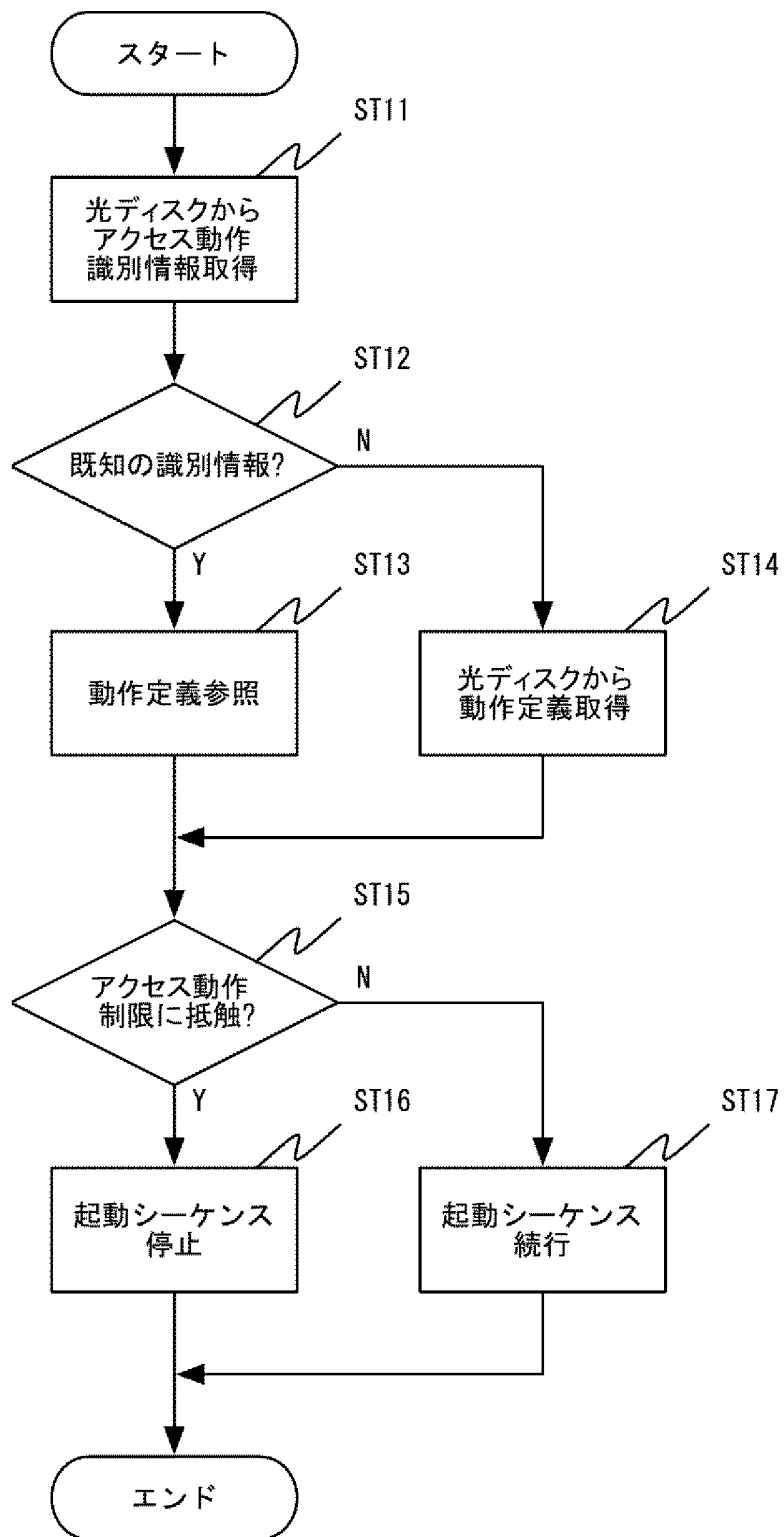 スタート
ST11
光ディスクから
アクセス動作
識別情報取得
ST12
既知の識別情報?
N
Y
ST13
ST14
動作定義参照
光ディスクから
動作定義取得
ST15
アクセス動作
制限に抵触?
N
Y
ST16
ST17
起動シーケンス
停止
起動シーケンス
続行
エンド